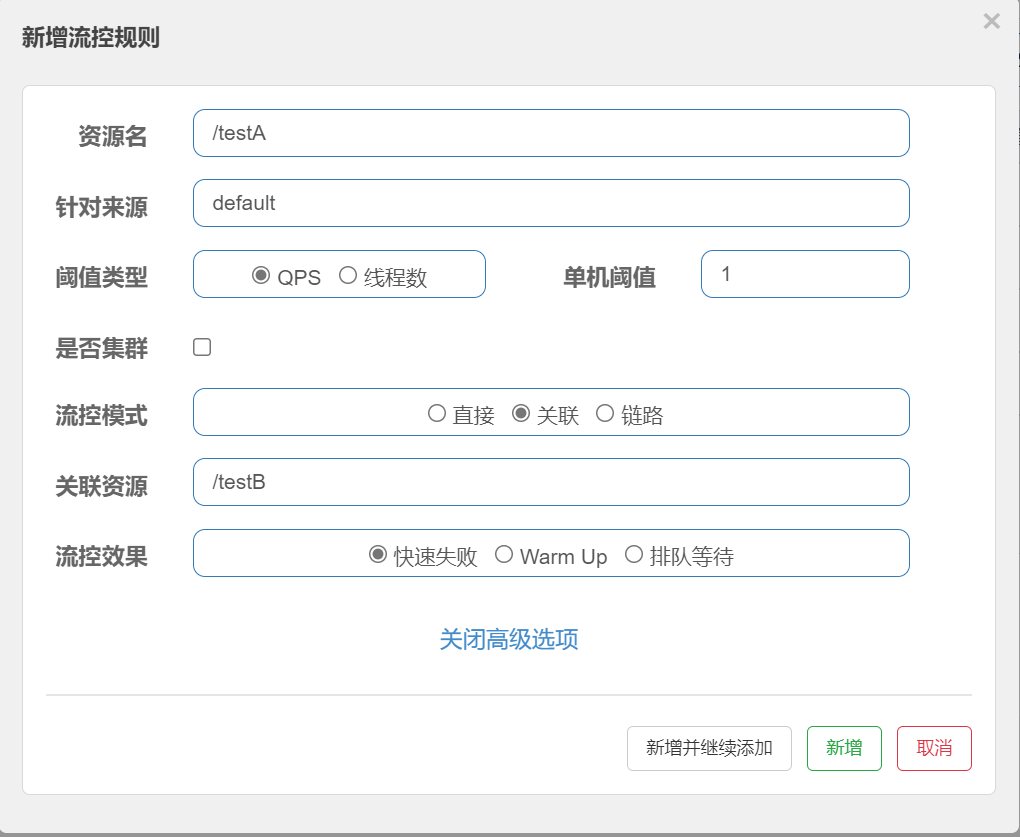 新增流控规则
×
资源名 /testA
针对来源 default
阈值类型 QPS 线程数 单机阈值 1
是否集群
流控模式 直接 关联 链路
关联资源 /testB
流控效果 快速失败 Warm Up 排队等待
关闭高级选项
新增并继续添加 新增 取消